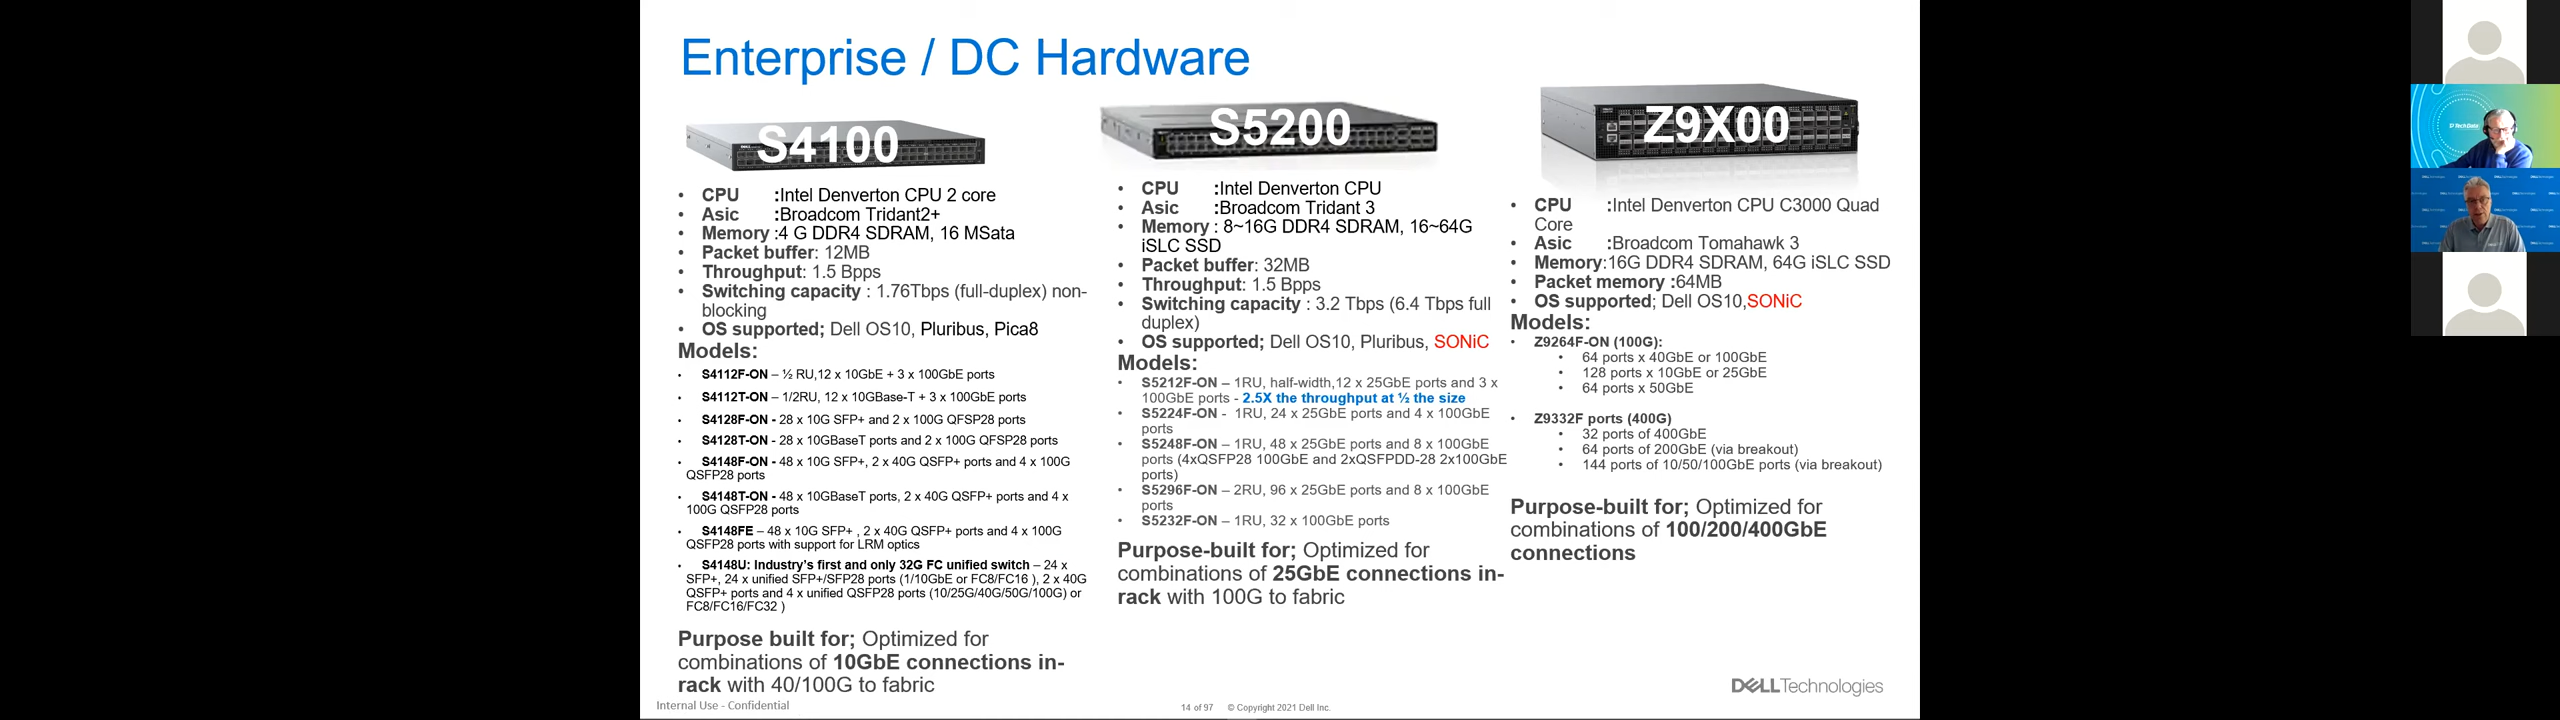 Enterprise / DC Hardware
S4100
• CPU :Intel Denverton CPU 2 core
• Asic :Broadcom Tridant2+
• Memory :4 G DDR4 SDRAM, 16 MSata
• Packet buffer: 12MB
• Throughput: 1.5 Bpps
• Switching capacity : 1.76Tbps (full-duplex) non-
blocking
• OS supported; Dell OS10, Pluribus, Pica8
Models:
• S4112F-ON – ½ RU,12 x 10GbE + 3 x 100GbE ports
• S4112T-ON – 1/2RU, 12 x 10GBase-T + 3 x 100GbE ports
• S4128F-ON - 28 x 10G SFP+ and 2 x 100G QFSP28 ports
• S4128T-ON - 28 x 10GBaseT ports and 2 x 100G QFSP28 ports
• S4148F-ON - 48 x 10G SFP+, 2 x 40G QSFP+ ports and 4 x 100G
QSFP28 ports
• S4148T-ON - 48 x 10GBaseT ports, 2 x 40G QSFP+ ports and 4 x
100G QSFP28 ports
• S4148FE – 48 x 10G SFP+ , 2 x 40G QSFP+ ports and 4 x 100G
QSFP28 ports with support for LRM optics
• S4148U: Industry's first and only 32G FC unified switch – 24 x
SFP+, 24 x unified SFP+/SFP28 ports (1/10GbE or FC8/FC16 ), 2 x 40G
QSFP+ ports and 4 x unified QSFP28 ports (10/25G/40G/50G/100G) or
FC8/FC16/FC32 )
Purpose built for; Optimized for
combinations of 10GbE connections in-
rack with 40/100G to fabric
S5200
• CPU :Intel Denverton CPU
• Asic :Broadcom Tridant 3
• Memory : 8~16G DDR4 SDRAM, 16~64G
iSLC SSD
• Packet buffer: 32MB
• Throughput: 1.5 Bpps
• Switching capacity : 3.2 Tbps (6.4 Tbps full
duplex)
• OS supported; Dell OS10, Pluribus, SONiC
Models:
• S5212F-ON – 1RU, half-width,12 x 25GbE ports and 3 x
100GbE ports - 2.5X the throughput at ½ the size
• S5224F-ON - 1RU, 24 x 25GbE ports and 4 x 100GbE
ports
• S5248F-ON – 1RU, 48 x 25GbE ports and 8 x 100GbE
ports (4xQSFP28 100GbE and 2xQSFPDD-28 2x100GbE
ports)
• S5296F-ON – 2RU, 96 x 25GbE ports and 8 x 100GbE
ports
• S5232F-ON – 1RU, 32 x 100GbE ports
Purpose-built for; Optimized for
combinations of 25GbE connections in-
rack with 100G to fabric
Z9X00
• CPU :Intel Denverton CPU C3000 Quad
Core
• Asic :Broadcom Tomahawk 3
• Memory:16G DDR4 SDRAM, 64G iSLC SSD
• Packet memory :64MB
• OS supported; Dell OS10,SONiC
Models:
• Z9264F-ON (100G):
• 64 ports x 40GbE or 100GbE
• 128 ports x 10GbE or 25GbE
• 64 ports x 50GbE
• Z9332F ports (400G)
• 32 ports of 400GbE
• 64 ports of 200GbE (via breakout)
• 144 ports of 10/50/100GbE ports (via breakout)
Purpose-built for; Optimized for
combinations of 100/200/400GbE
connections
DELLTechnologies
Internal Use - Confidential
14 of 97 © Copyright 2021 Dell Inc.
Tech Data